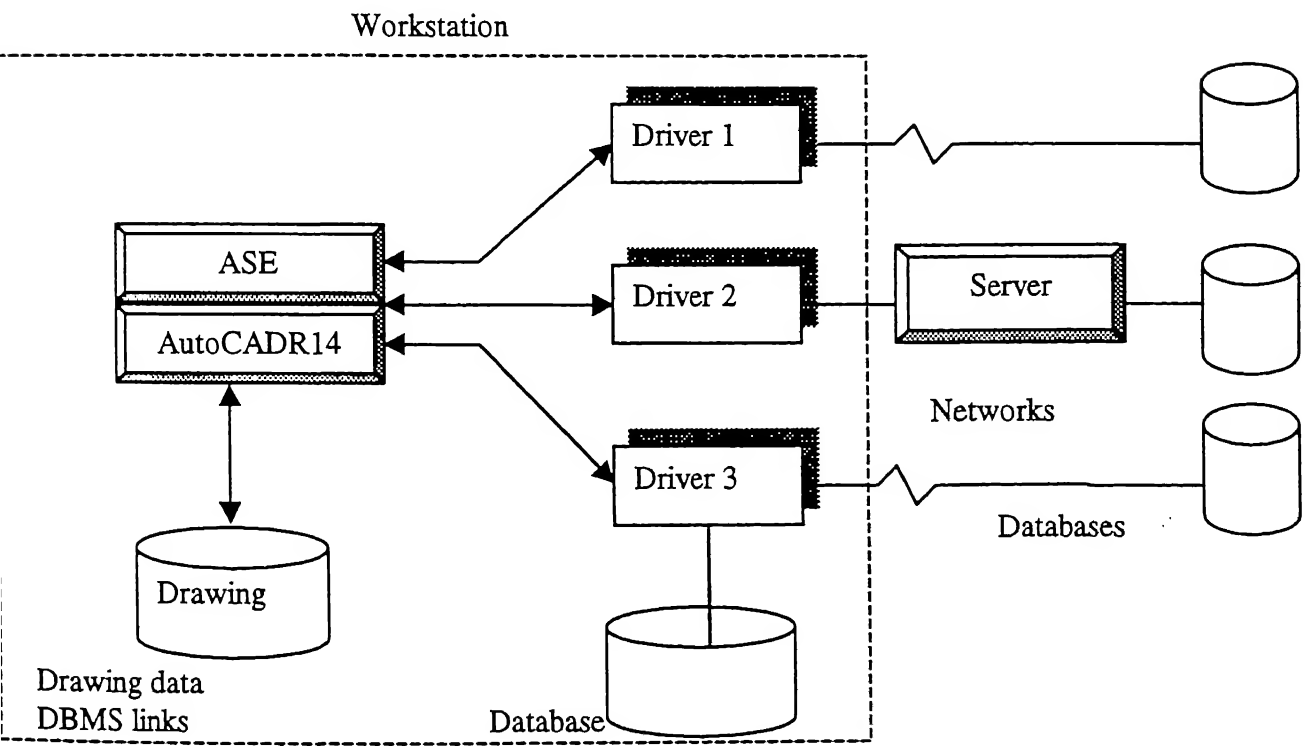 Workstation
Driver 1
ASE
AutoCADR14
Driver 2
Server
Networks
Driver 3
Databases
Drawing
Drawing data
DBMS links
Database